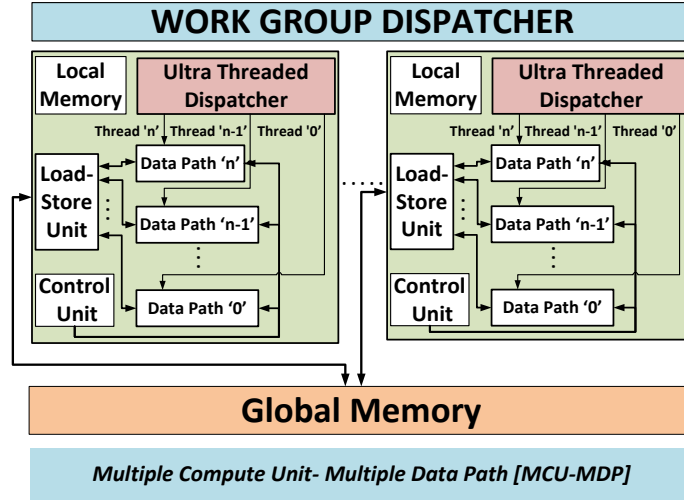 WORK GROUP DISPATCHER
Local
Memory
Ultra Threaded
Dispatcher
Thread 'n' Thread 'n-1' Thread '0'
Data Path 'n'
Load-
Store
Unit
Data Path 'n-1'
Control
Unit
Data Path '0'
Local
Memory
Ultra Threaded
Dispatcher
Thread 'n' Thread 'n-1' Thread '0'
Data Path 'n'
Load-
Store
Unit
Data Path 'n-1'
Control
Unit
Data Path '0'
Global Memory
Multiple Compute Unit- Multiple Data Path [MCU-MDP]